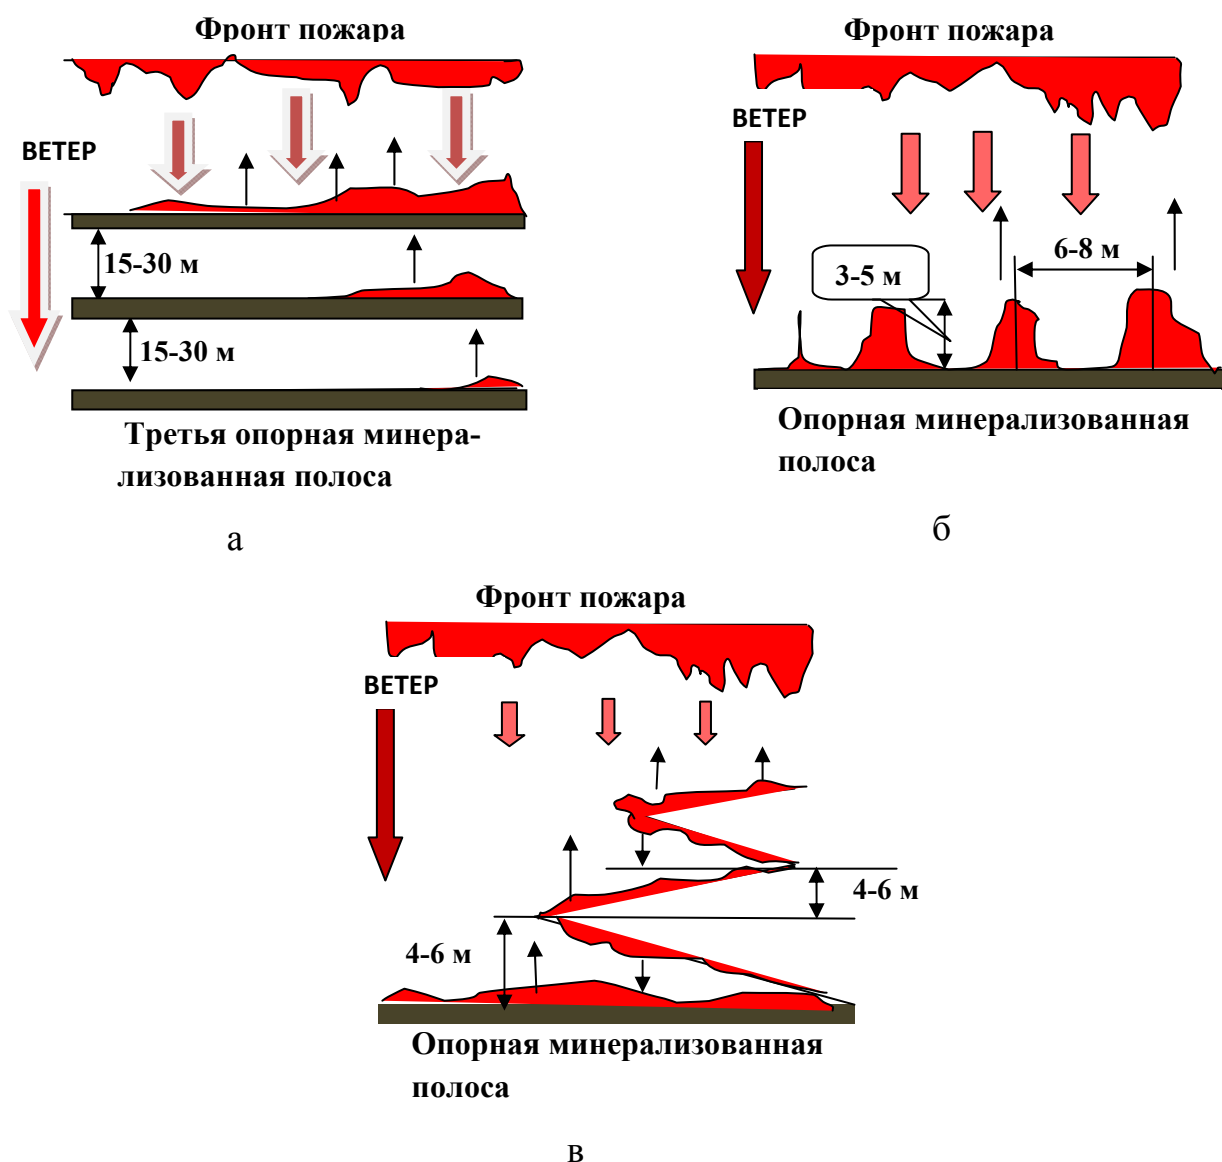 Фронт пожара
ВЕТЕР
15-30 м
15-30 м
Третья опорная минера-
лизованная полоса
а
Фронт пожара
ВЕТЕР
6-8 м
3-5 м
Опорная минерализованная
полоса
б
Фронт пожара
ВЕТЕР
4-6 м
4-6 м
Опорная минерализованная
полоса
в